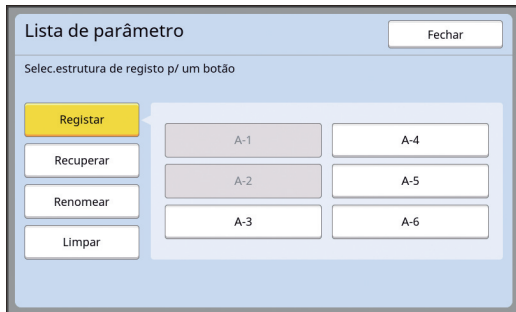 Lista de parâmetro
Fechar
Selec.estrutura de registo p/ um botão
Registar
Recuperar
Renomear
Limpar
A-1
A-4
A-2
A-5
A-3
A-6